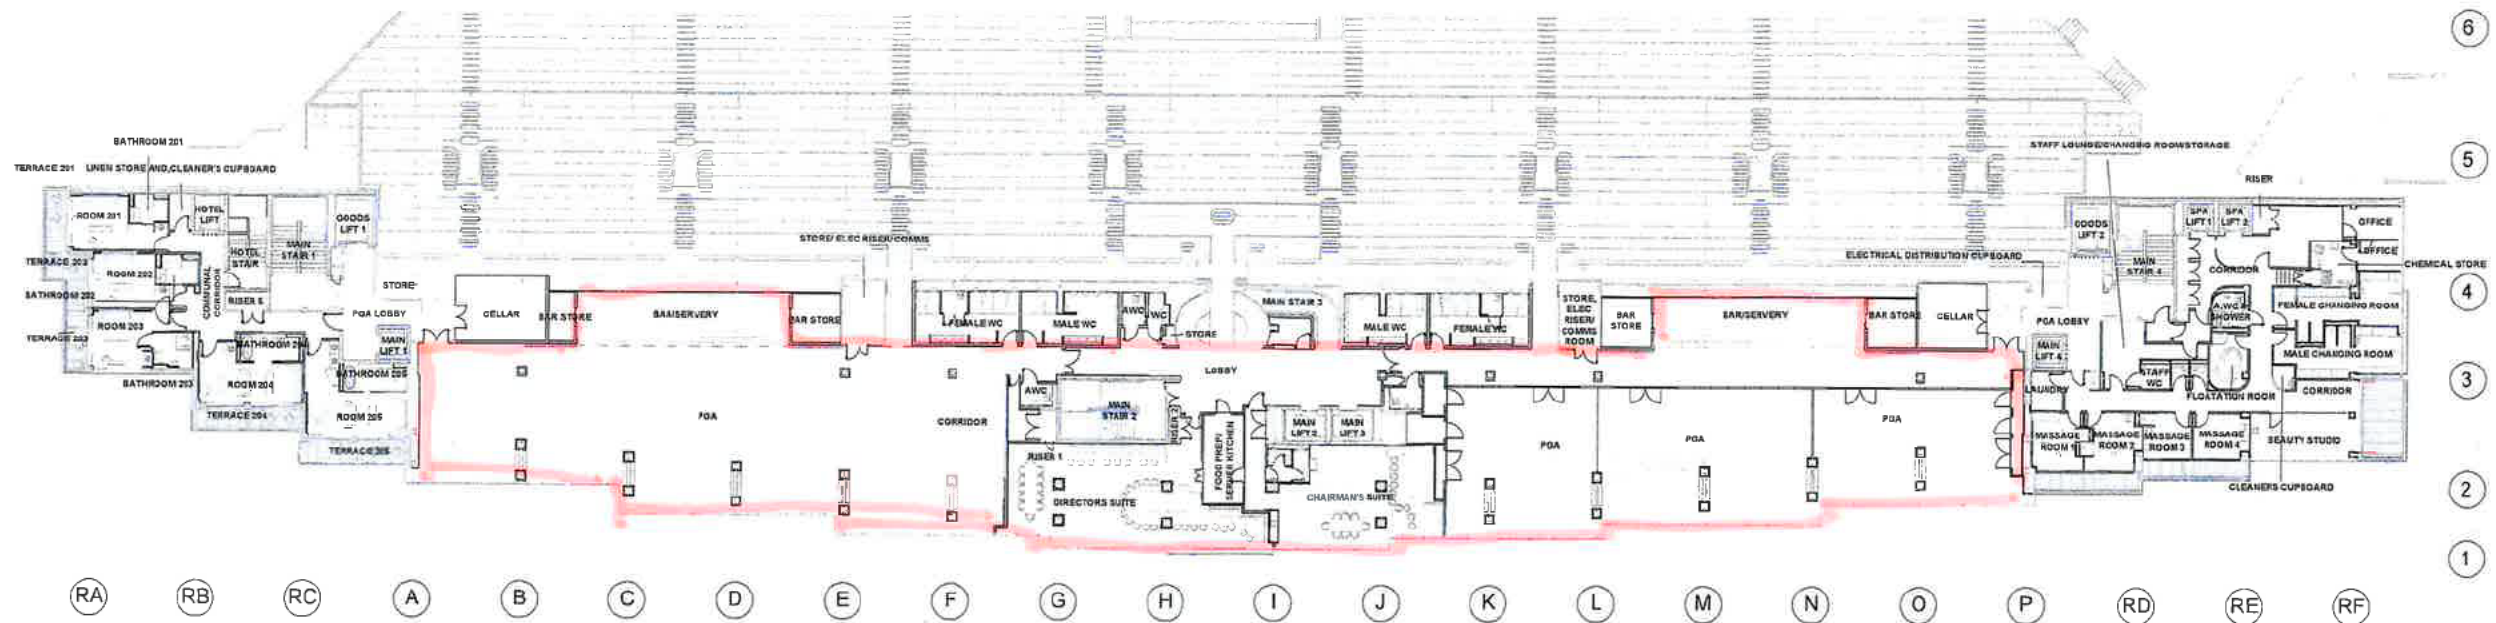 6
5
4
3
2
1
BATHROOM 201
TERRACE 201
LINEN STORE AND CLEANER'S CUPBOARD
ROOM 201
HOTEL
LIFT
GOODS
LIFT 1
MAIN
STAIR 1
HOTEL
STAIR
ROOM 202
COMMUNAL
CORRIDOR
BATHROOM 202
RISER 5
ROOM 203
TERRACE 203
BATHROOM 203
ROOM 204
TERRACE 204
BATHROOM 205
ROOM 205
TERRACE 205
STORE
PGA LOBBY
MAIN
LIFT 1
CELLAR
BAR STORE
BAR/SERVERY
BAR STORE
STORE/ ELEC RISER/COMMS
FEMALE WC
MALE WC
AWC
WC
STORE
MAIN STAIR 3
MALE WC
FEMALE WC
STORE,
ELEC
RISER/
COMMS
ROOM
BAR
STORE
BAR/SERVERY
BAR STORE
CELLAR
ELECTRICAL DISTRIBUTION CUPBOARD
PGA
CORRIDOR
AWC
MAIN
STAIR 2
RISER 2
LOBBY
RISER 1
DIRECTORS SUITE
FOOD PREP/
SERVER KITCHEN
MAIN
LIFT 2
MAIN
LIFT 3
CHAIRMAN'S SUITE
PGA
PGA
PGA
STAFF LOUNGE/CHANGING ROOM/STORAGE
RISER
GOODS
LIFT 2
SPA
LIFT 1
SPA
LIFT 2
OFFICE
OFFICE
MAIN
STAIR 4
CORRIDOR
CHEMICAL STORE
A.WC
SHOWER
FEMALE CHANGING ROOM
PGA LOBBY
MAIN
LIFT 4
MALE CHANGING ROOM
STAFF
WC
LAUNDRY
FLOATATION ROOM
CORRIDOR
MASSAGE
ROOM 1
MASSAGE
ROOM 2
MASSAGE
ROOM 3
MASSAGE
ROOM 4
BEAUTY STUDIO
CLEANERS CUPBOARD
RA
RB
RC
A
B
C
D
E
F
G
H
I
J
K
L
M
N
O
P
RD
RE
RF